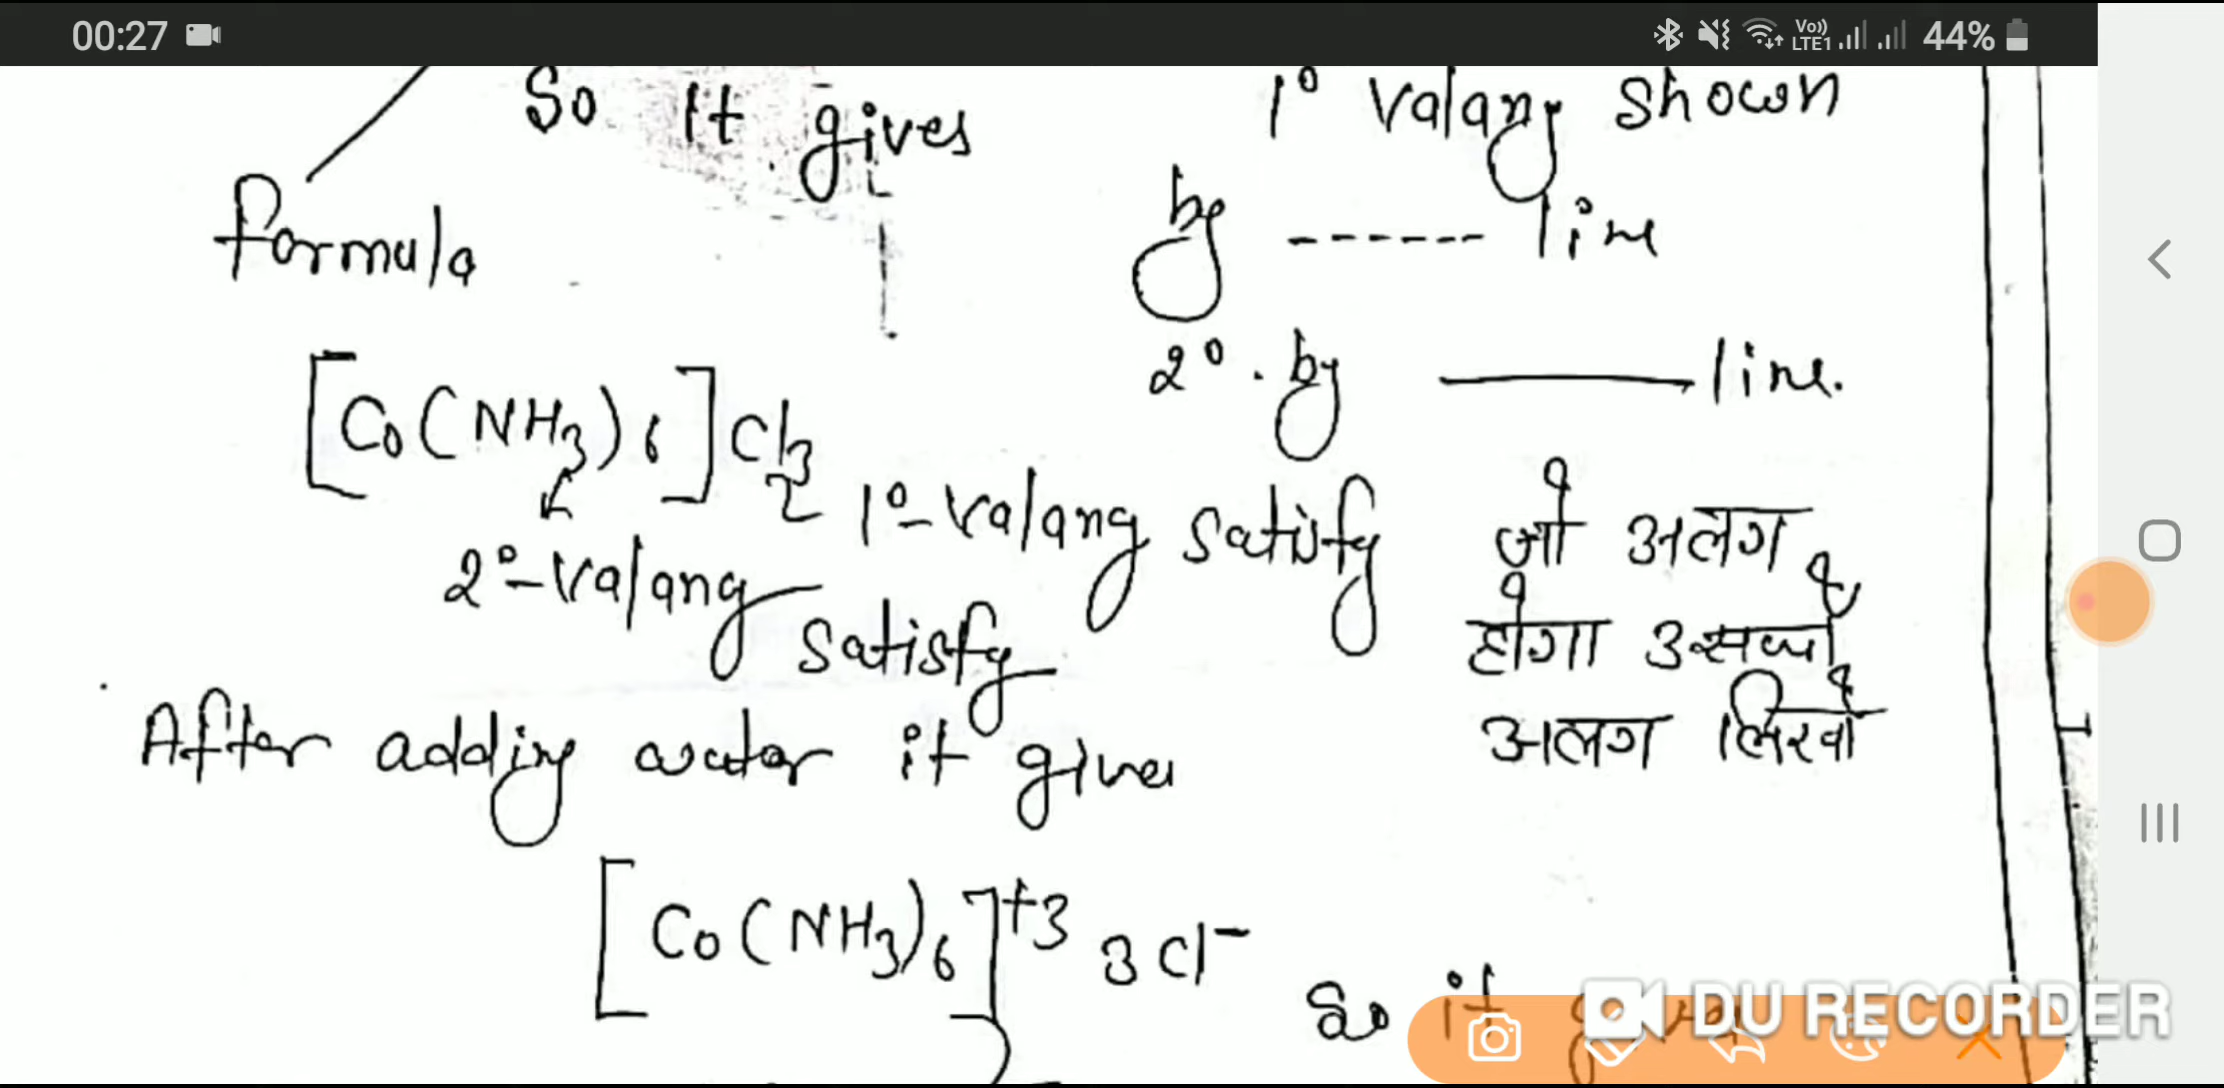 00:27 Vo)) LTE1 44%
So It gives
1° Valancy shown
by ------ line
Formula
2° . by ——— line.
[Co(NH3)6]Cl3
1°-Valancy satisfy
2°-Valancy satisfy
जो अलग
होगा उसको
अलग लिखो
After adding water it gives
[Co(NH3)6]+3 3Cl-
So it
DU RECORDER